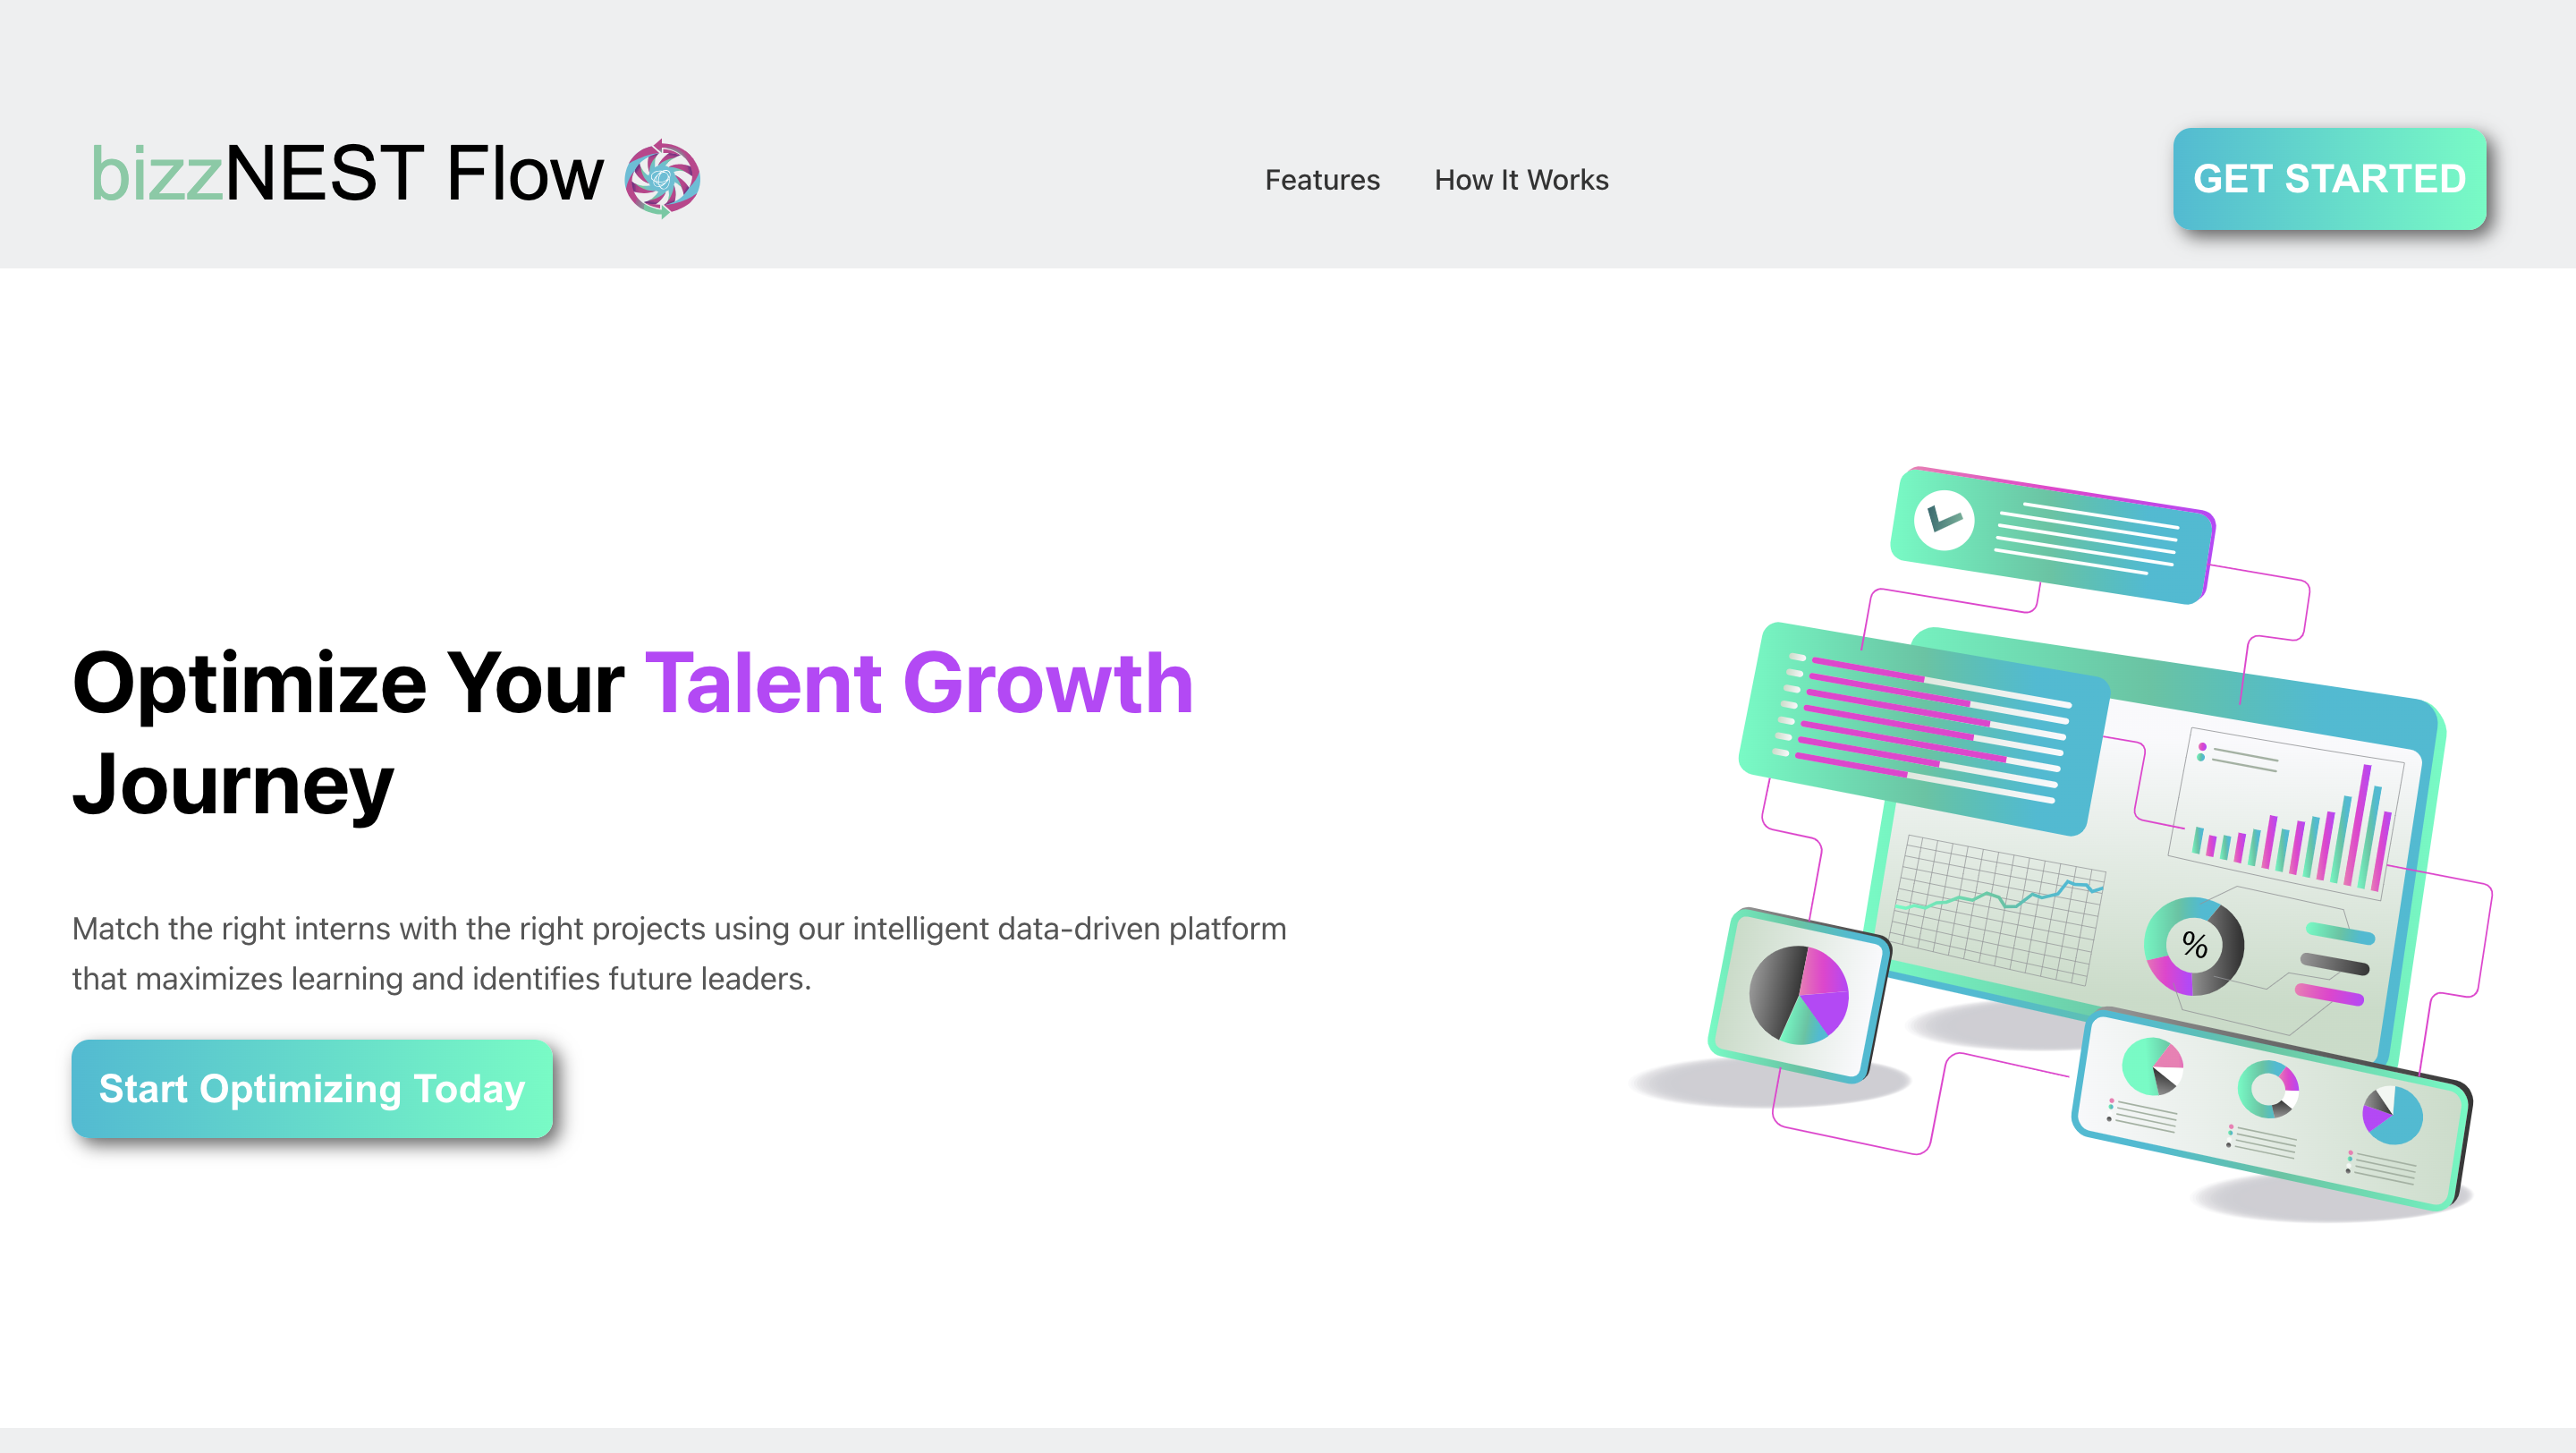 bizzNEST Flow
Features
How It Works
GET STARTED
Optimize Your Talent Growth
Journey
Match the right interns with the right projects using our intelligent data-driven platform
that maximizes learning and identifies future leaders.
Start Optimizing Today
%